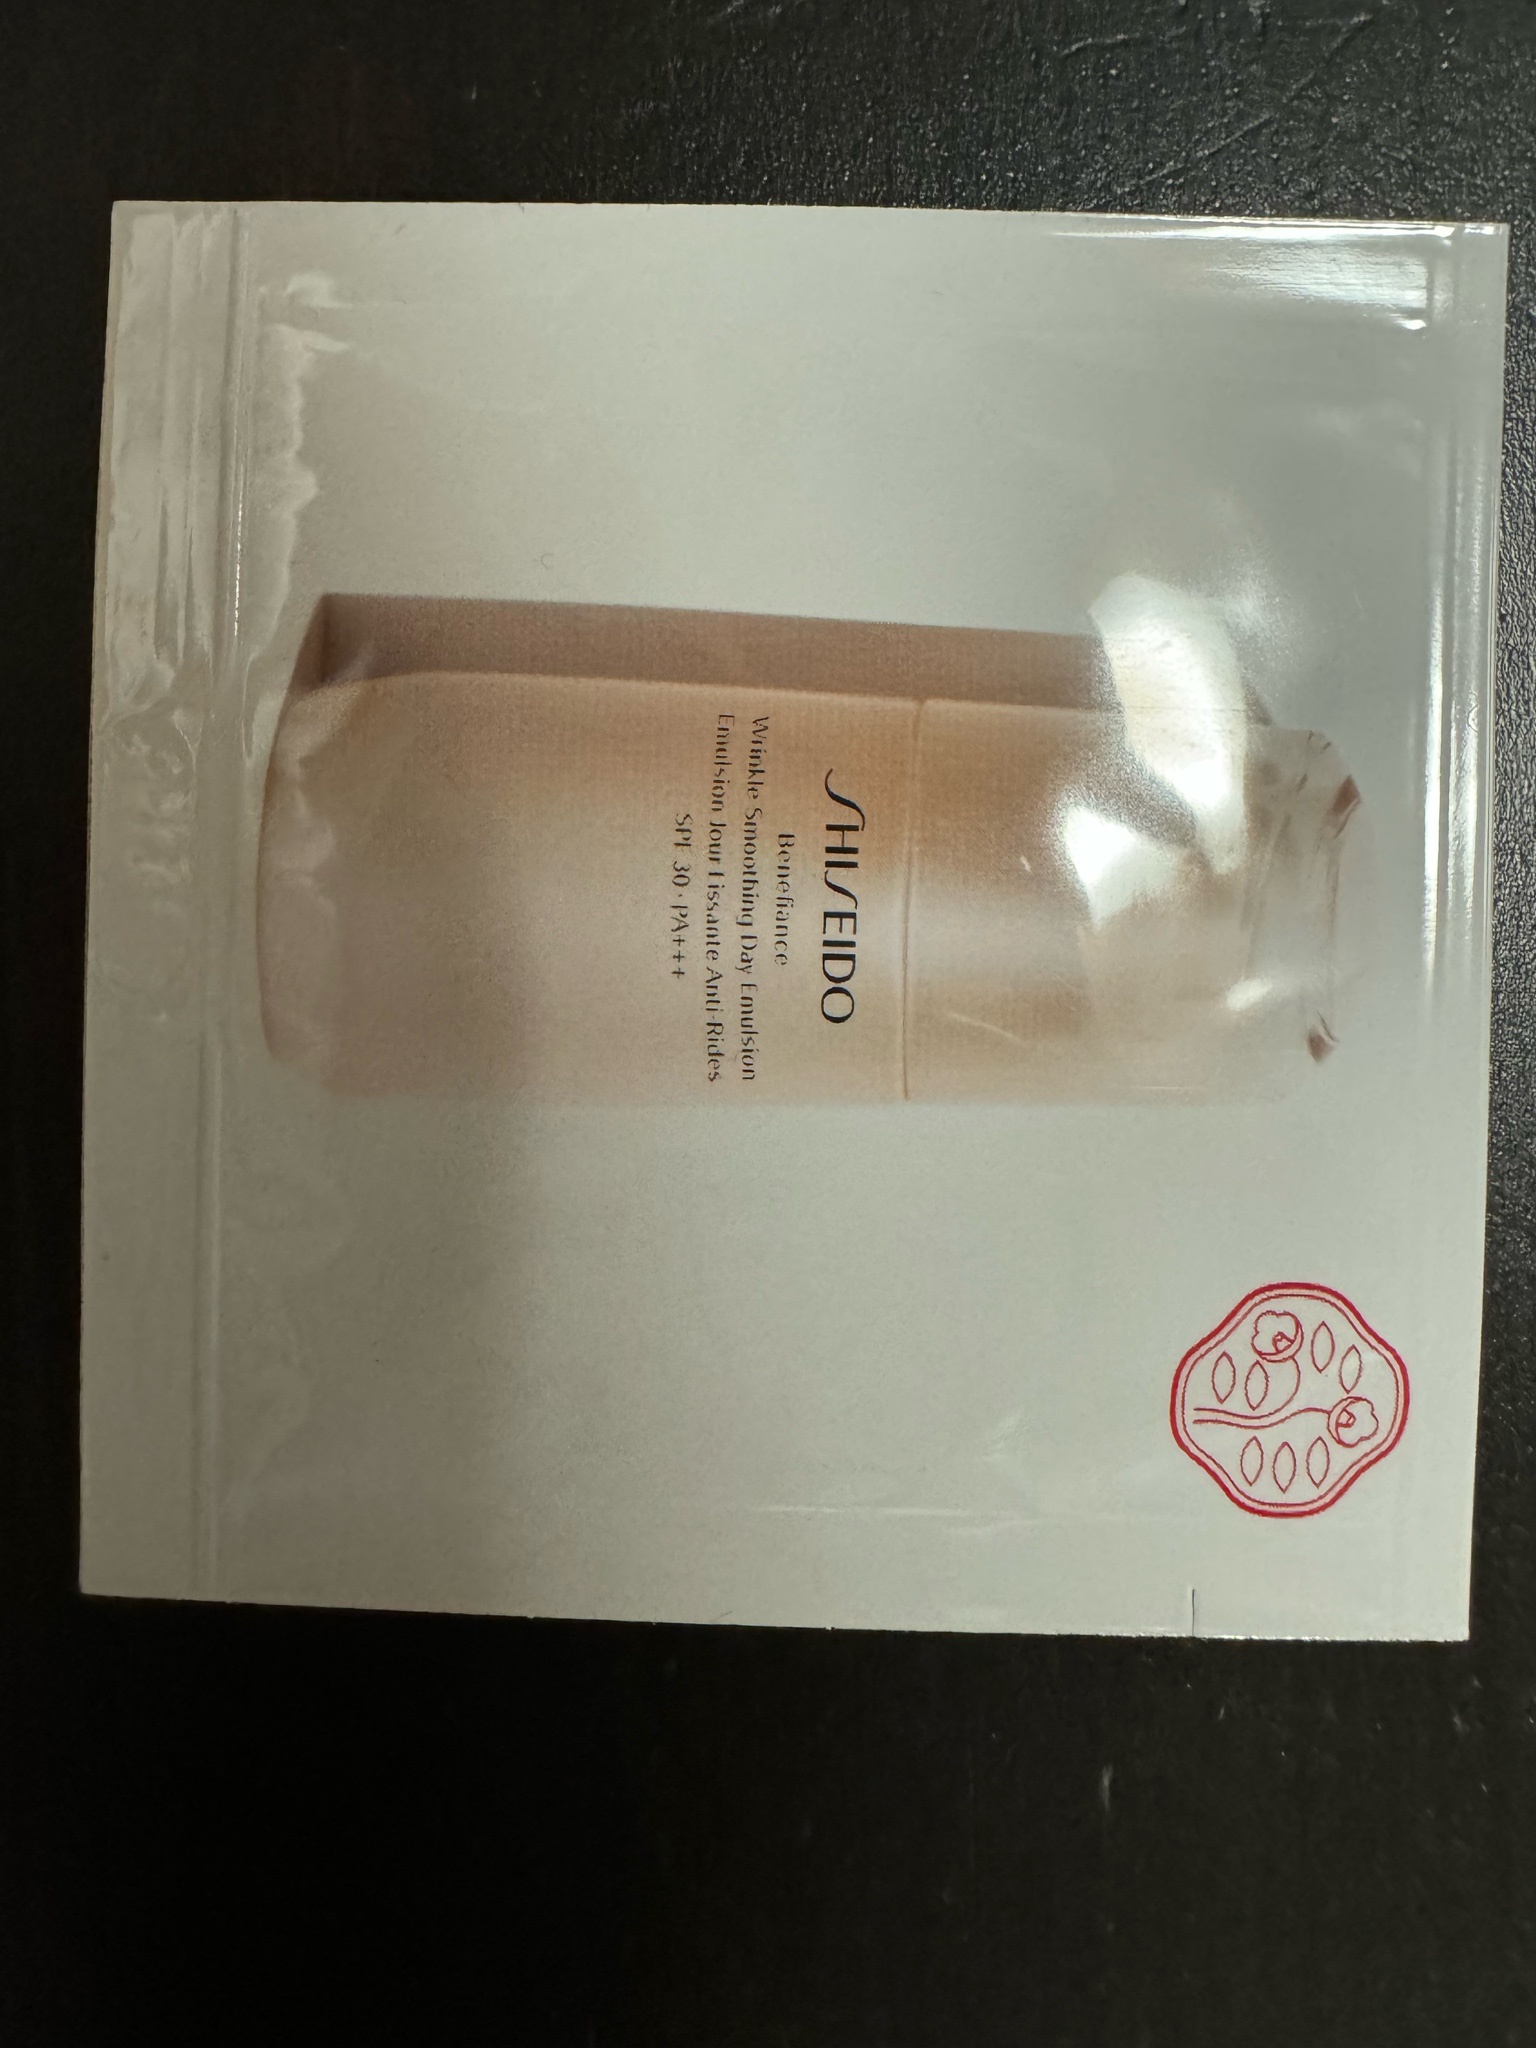 SHISEIDO
Benefiance
Wrinkle Smoothing Day Emulsion
Emulsion Jour Lissante Anti-Rides
SPF 30 · PA+++